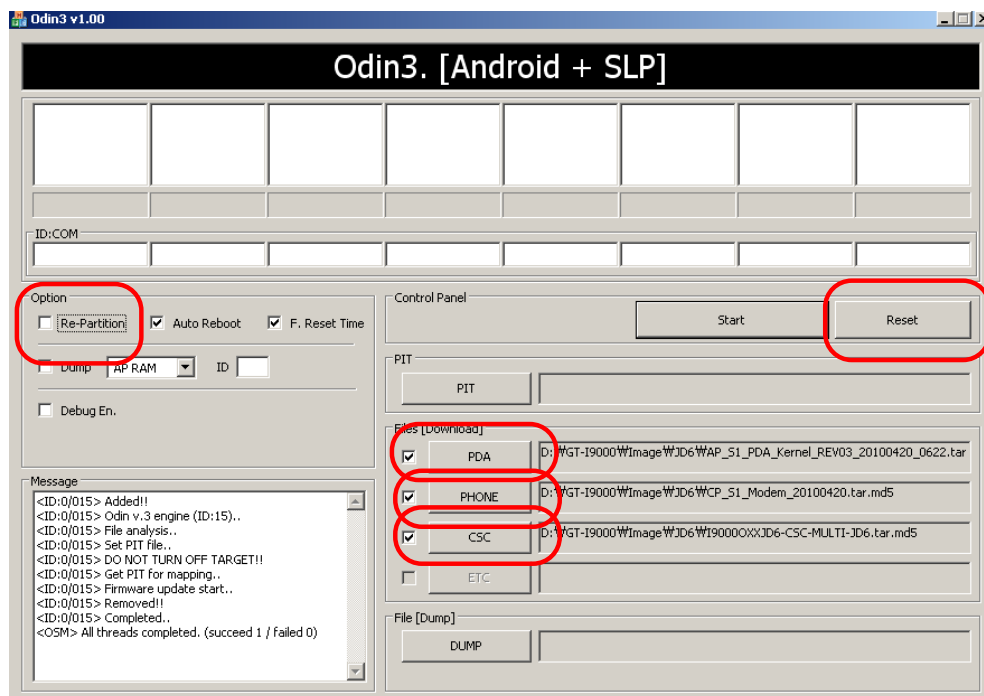 Odin3 v1.00
Odin3. [Android + SLP]
ID:COM
Option
Re-Partition
Auto Reboot
F. Reset Time
Dump
AP RAM
ID
Debug En.
Control Panel
Start
Reset
PIT
PIT
Files [Download]
PDA
D:₩GT-I9000₩Image₩JD6₩AP_S1_PDA_Kernel_REV03_20100420_0622.tar
PHONE
D:₩GT-I9000₩Image₩JD6₩CP_S1_Modem_20100420.tar.md5
CSC
D:₩GT-I9000₩Image₩JD6₩I9000OXXJD6-CSC-MULTI-JD6.tar.md5
ETC
File [Dump]
DUMP
Message
<ID:0/015> Added!!
<ID:0/015> Odin v.3 engine (ID:15)..
<ID:0/015> File analysis..
<ID:0/015> Set PIT file..
<ID:0/015> DO NOT TURN OFF TARGET!!
<ID:0/015> Get PIT for mapping..
<ID:0/015> Firmware update start..
<ID:0/015> Removed!!
<ID:0/015> Completed..
<OSM> All threads completed. (succeed 1 / failed 0)